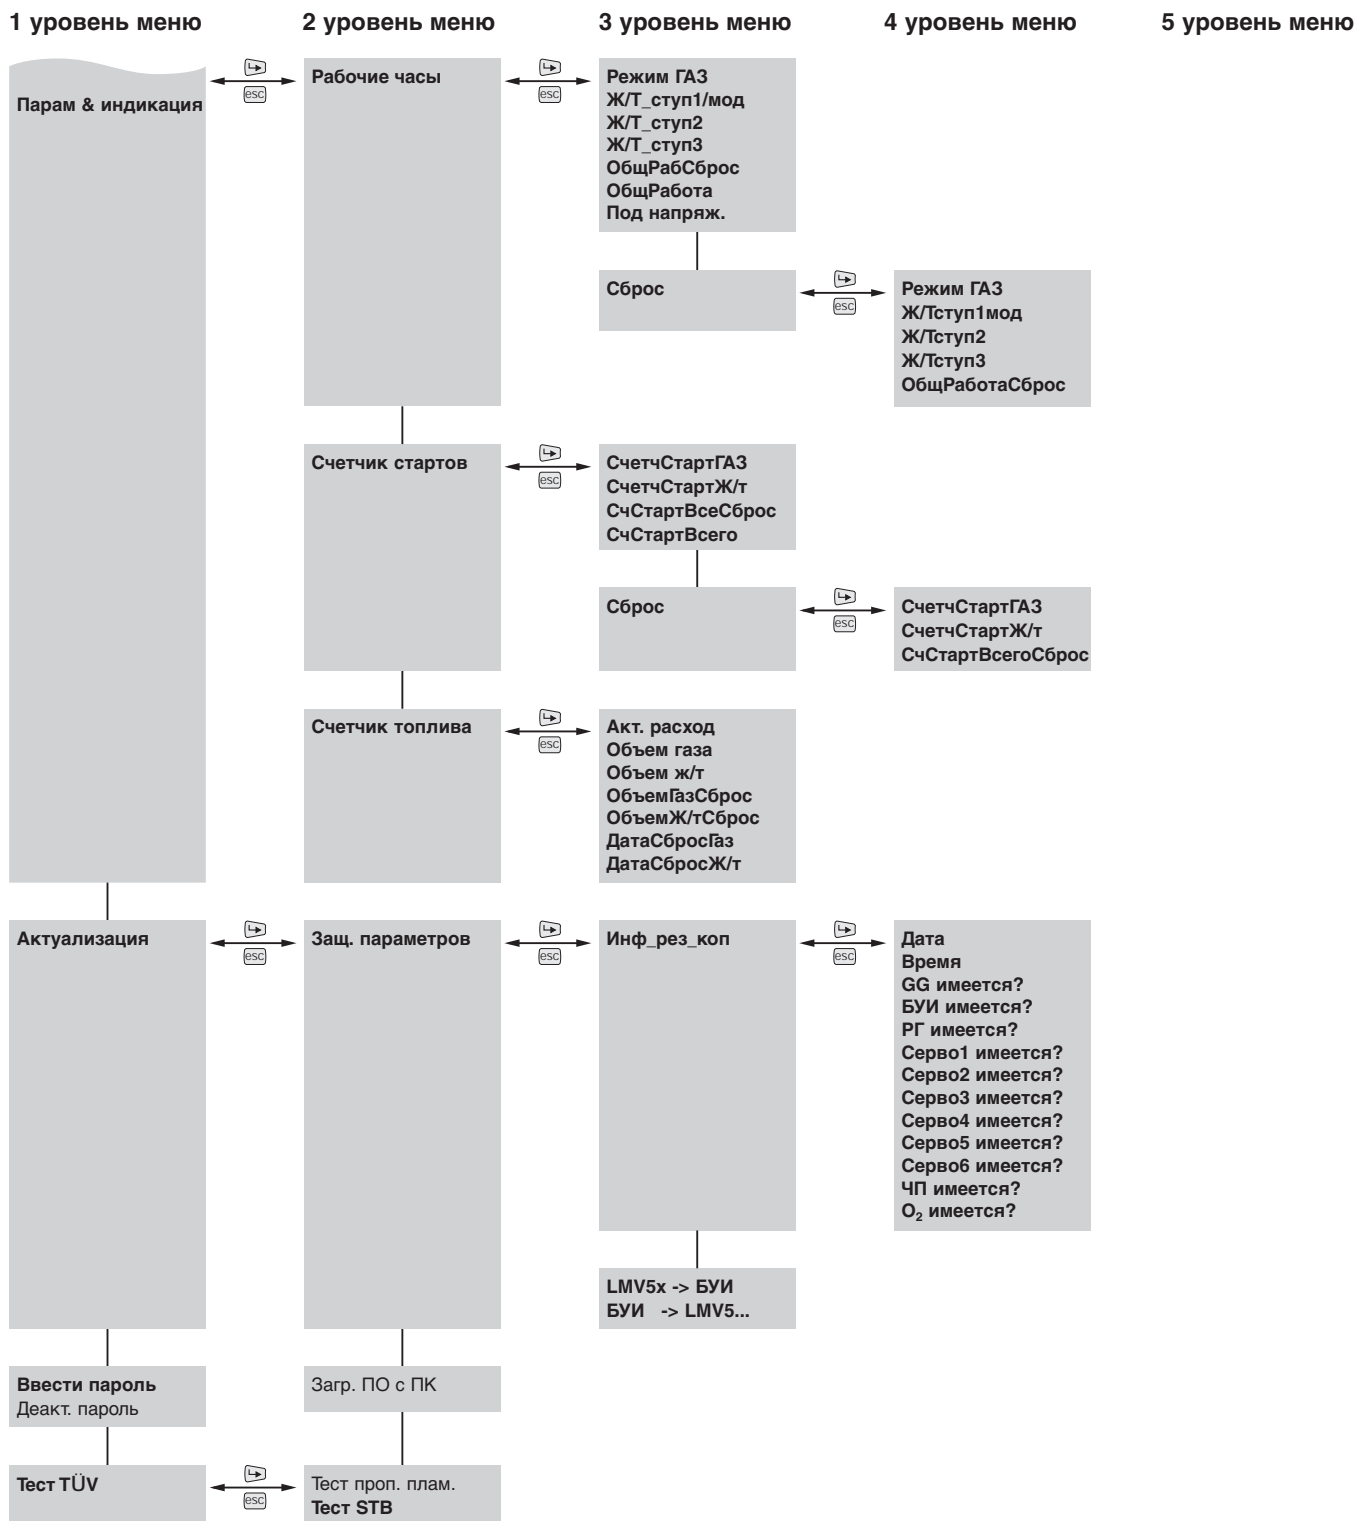 1 уровень меню
2 уровень меню
3 уровень меню
4 уровень меню
5 уровень меню
Парам & индикация
esc
Рабочие часы
esc
Режим ГАЗ
Ж/Т_ступ1/мод
Ж/Т_ступ2
Ж/Т_ступ3
ОбщРабСброс
ОбщРабота
Под напряж.
Сброс
esc
Режим ГАЗ
Ж/Тступ1мод
Ж/Тступ2
Ж/Тступ3
ОбщРаботаСброс
Счетчик стартов
esc
СчетчСтартГАЗ
СчетчСтартЖ/т
СчСтартВсеСброс
СчСтартВсего
Сброс
esc
СчетчСтартГАЗ
СчетчСтартЖ/т
СчСтартВсегоСброс
Счетчик топлива
esc
Акт. расход
Объем газа
Объем ж/т
ОбъемГазСброс
ОбъемЖ/тСброс
ДатаСбросГаз
ДатаСбросЖ/т
Актуализация
esc
Защ. параметров
esc
Инф_рез_коп
esc
Дата
Время
GG имеется?
БУИ имеется?
РГ имеется?
Серво1 имеется?
Серво2 имеется?
Серво3 имеется?
Серво4 имеется?
Серво5 имеется?
Серво6 имеется?
ЧП имеется?
O₂ имеется?
LMV5x -> БУИ
БУИ -> LMV5...
Ввести пароль
Деакт. пароль
Загр. ПО с ПК
Тест TÜV
esc
Тест проп. плам.
Тест STB